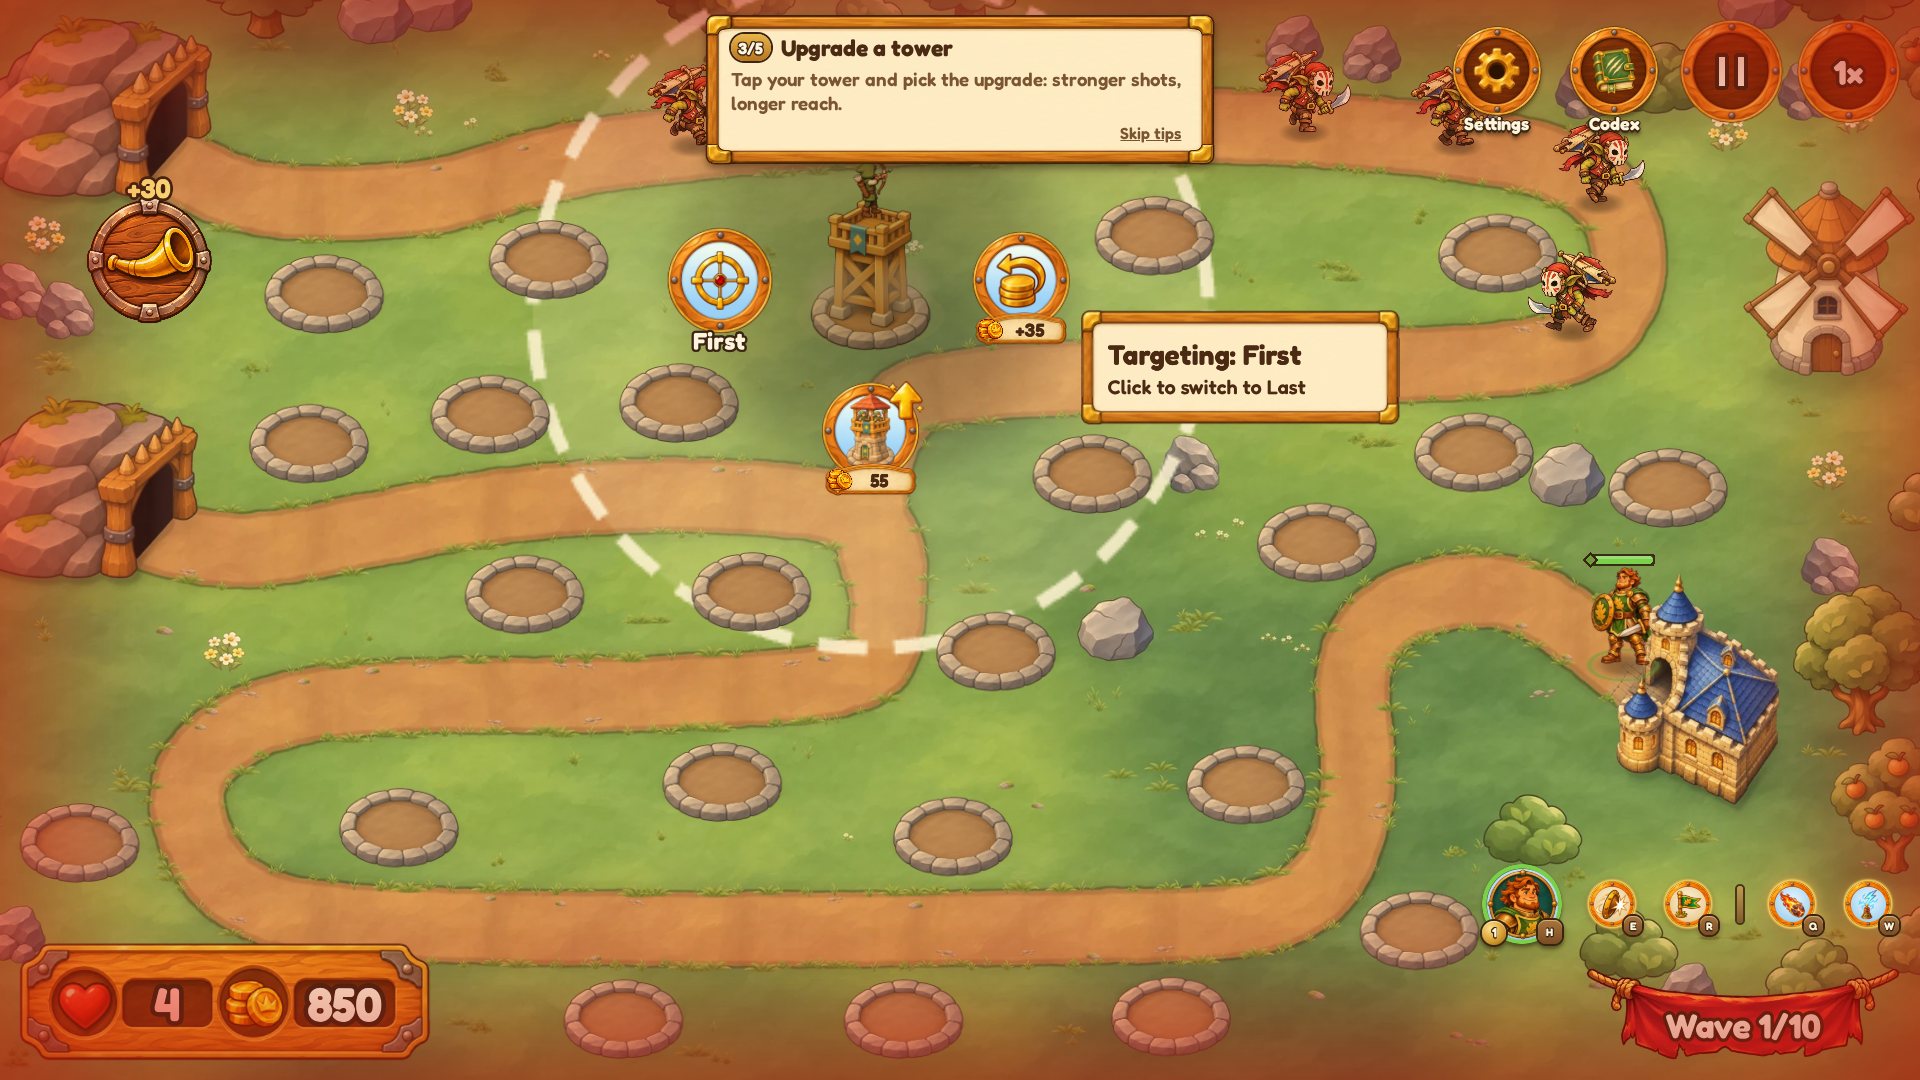 3/5 Upgrade a tower
Tap your tower and pick the upgrade: stronger shots,
longer reach.
Skip tips
Settings
Codex
1x
+30
First
+35
Targeting: First
Click to switch to Last
55
1
H
E
R
Q
W
4
850
Wave 1/10